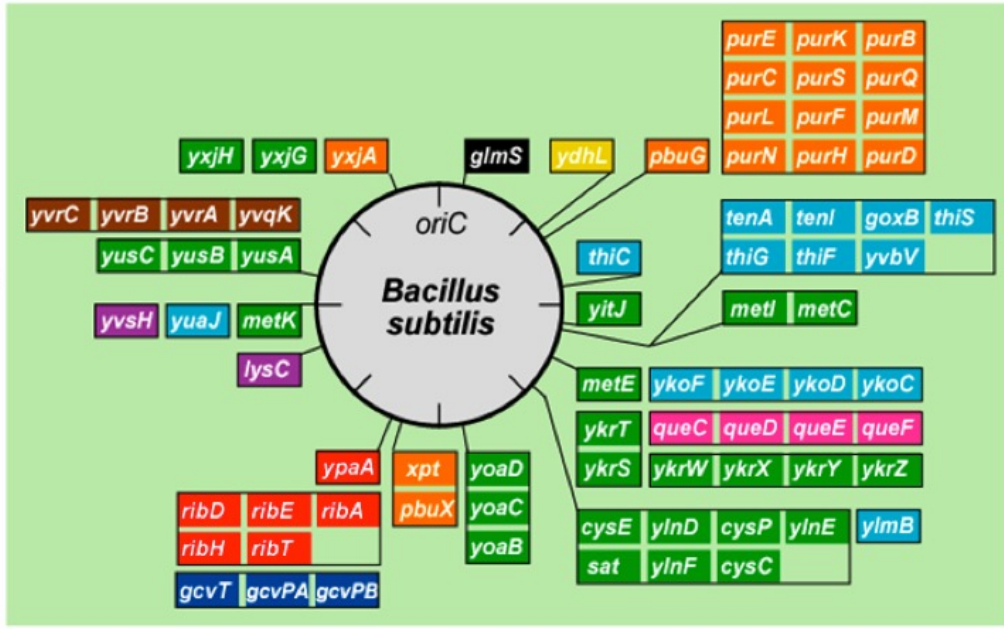 purE purK purB
purC purS purQ
purL purF purM
purN purH purD
yxjH yxjG yxjA glmS ydhL pbuG
yvrC yvrB yvrA yvqK
yusC yusB yusA
oriC
Bacillus
subtilis
thiC
tenA tenI goxB thiS
thiG thiF yvbV
yvsH yuaJ metK
yitJ
metI metC
lysC
metE ykoF ykoE ykoD ykoC
ykrT queC queD queE queF
ykrS ykrW ykrX ykrY ykrZ
ypaA xpt yoaD
pbuX yoaC
yoaB
ribD ribE ribA
ribH ribT
gcvT gcvPA gcvPB
cysE ylnD cysP ylnE ylmB
sat ylnF cysC